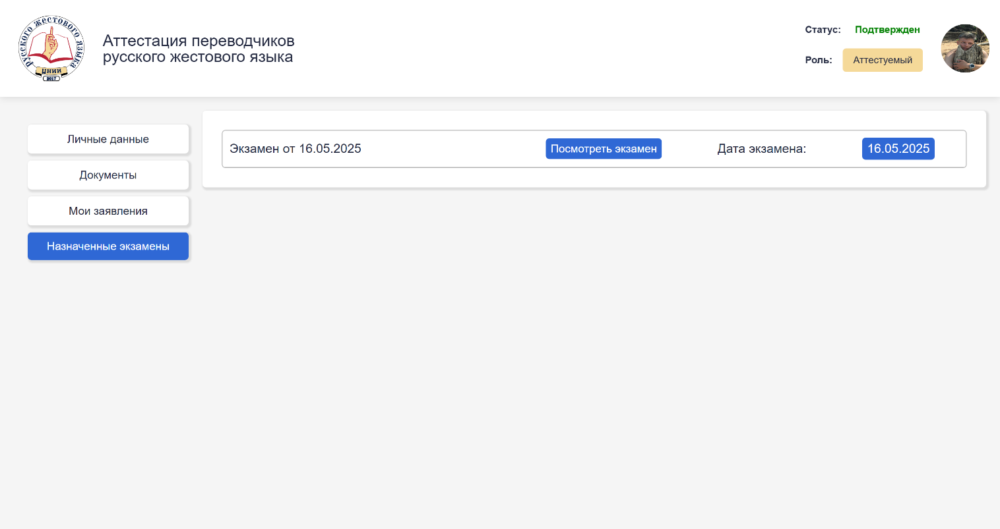 русского жестового языка
ЦНИИ
2017
Аттестация переводчиков
русского жестового языка
Статус: Подтвержден
Роль: Аттестуемый
Личные данные
Документы
Мои заявления
Назначенные экзамены
Экзамен от 16.05.2025 Посмотреть экзамен Дата экзамена: 16.05.2025